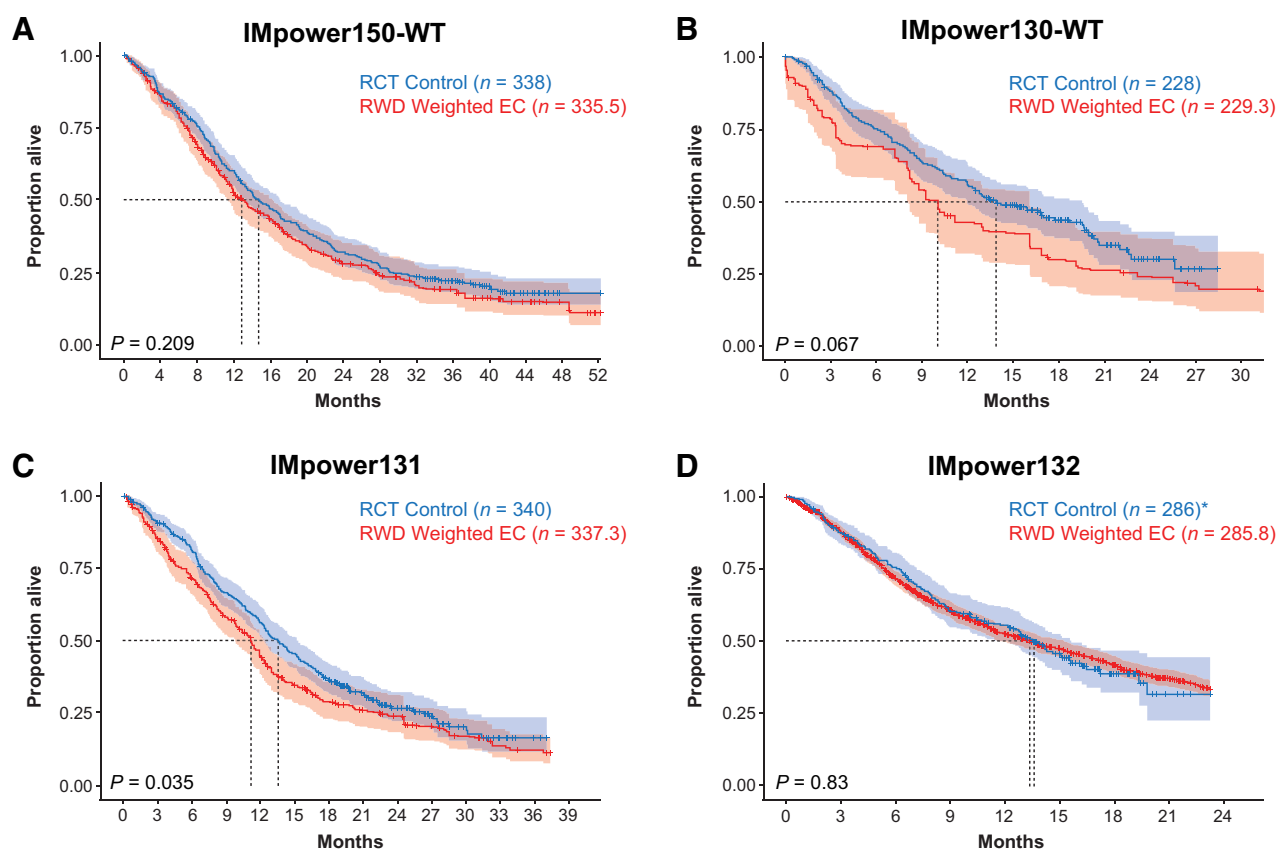 A
IMpower150-WT
RCT Control (n = 338)
RWD Weighted EC (n = 335.5)
Proportion alive
1.00
0.75
0.50
0.25
0.00
P = 0.209
0 4 8 12 16 20 24 28 32 36 40 44 48 52
Months
B
IMpower130-WT
RCT Control (n = 228)
RWD Weighted EC (n = 229.3)
Proportion alive
1.00
0.75
0.50
0.25
0.00
P = 0.067
0 3 6 9 12 15 18 21 24 27 30
Months
C
IMpower131
RCT Control (n = 340)
RWD Weighted EC (n = 337.3)
Proportion alive
1.00
0.75
0.50
0.25
0.00
P = 0.035
0 3 6 9 12 15 18 21 24 27 30 33 36 39
Months
D
IMpower132
RCT Control (n = 286)*
RWD Weighted EC (n = 285.8)
Proportion alive
1.00
0.75
0.50
0.25
0.00
P = 0.83
0 3 6 9 12 15 18 21 24
Months